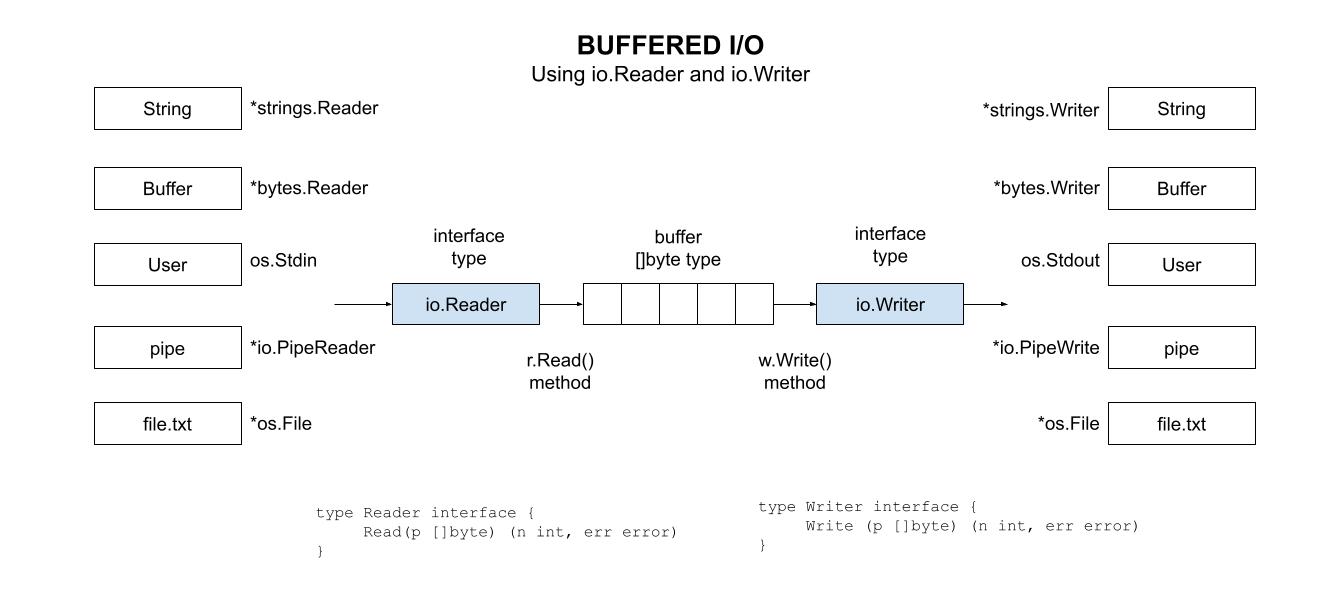 BUFFERED I/O
Using io.Reader and io.Writer
String
*strings.Reader
*strings.Writer
String
Buffer
*bytes.Reader
*bytes.Writer
Buffer
User
os.Stdin
interface
type
buffer
[]byte type
interface
type
os.Stdout
User
io.Reader
io.Writer
pipe
*io.PipeReader
r.Read()
method
w.Write()
method
*io.PipeWrite
pipe
file.txt
*os.File
*os.File
file.txt
type Reader interface {
Read(p []byte) (n int, err error)
}
type Writer interface {
Write (p []byte) (n int, err error)
}